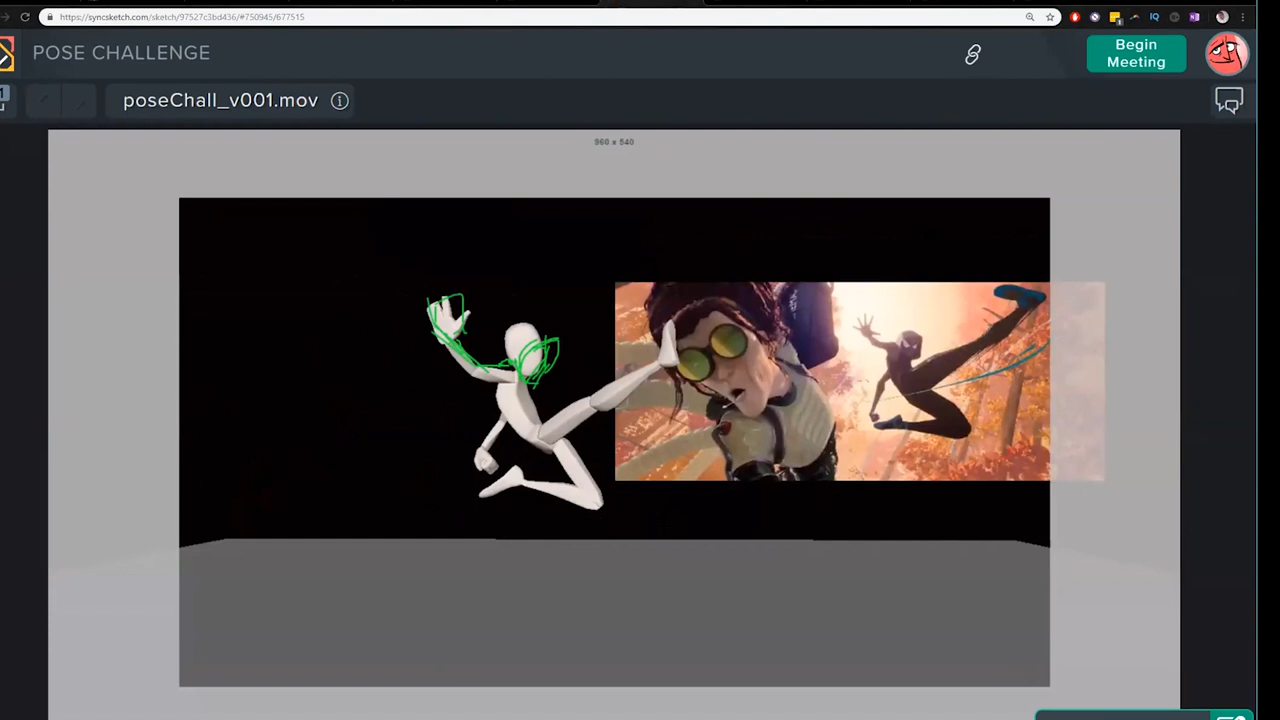 https://syncsketch.com/sketch/97527c3bd436/#750945/677515
POSE CHALLENGE
Begin
Meeting
poseChall_v001.mov
960 x 540